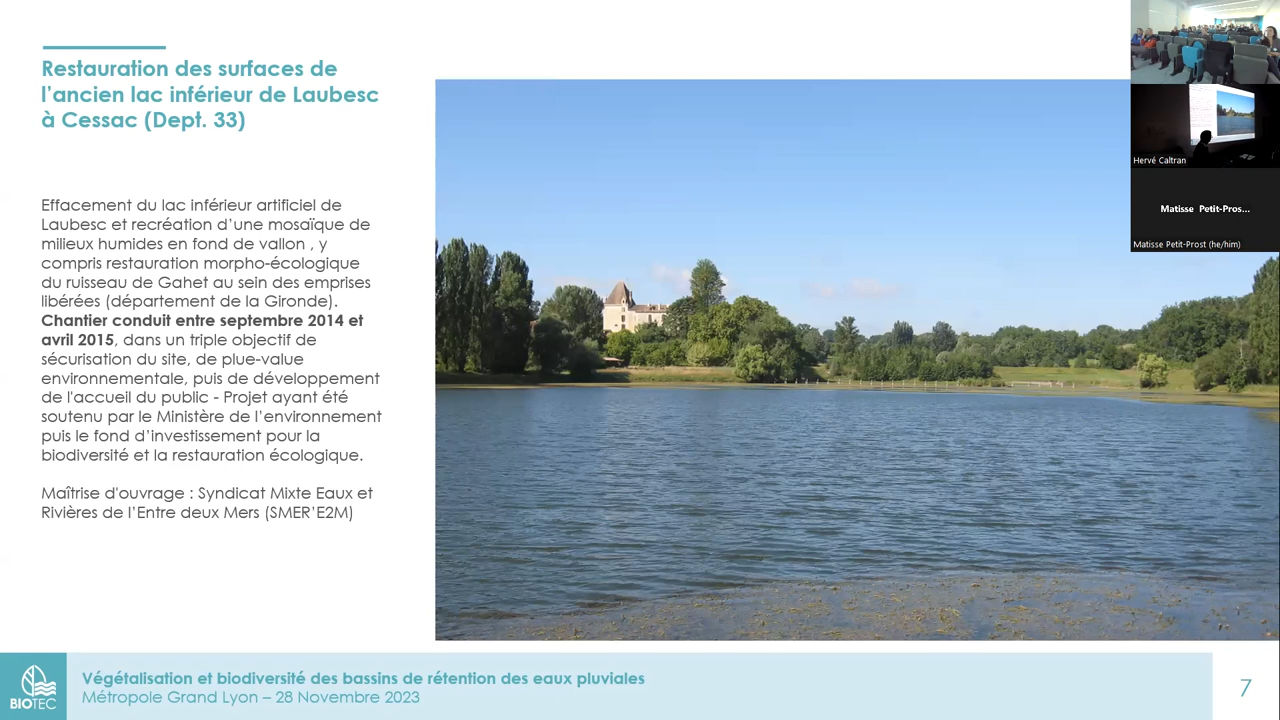 Restauration des surfaces de
l'ancien lac inférieur de Laubesc
à Cessac (Dept. 33)
Effacement du lac inférieur artificiel de
Laubesc et recréation d'une mosaïque de
milieux humides en fond de vallon , y
compris restauration morpho-écologique
du ruisseau de Gahet au sein des emprises
libérées (département de la Gironde).
Chantier conduit entre septembre 2014 et
avril 2015, dans un triple objectif de
sécurisation du site, de plue-value
environnementale, puis de développement
de l'accueil du public - Projet ayant été
soutenu par le Ministère de l'environnement
puis le fond d'investissement pour la
biodiversité et la restauration écologique.
Maîtrise d'ouvrage : Syndicat Mixte Eaux et
Rivières de l'Entre deux Mers (SMER'E2M)
Hervé Caltran
Matisse Petit-Pros...
Matisse Petit-Prost (he/him)
BIOTEC
Végétalisation et biodiversité des bassins de rétention des eaux pluviales
Métropole Grand Lyon – 28 Novembre 2023
7